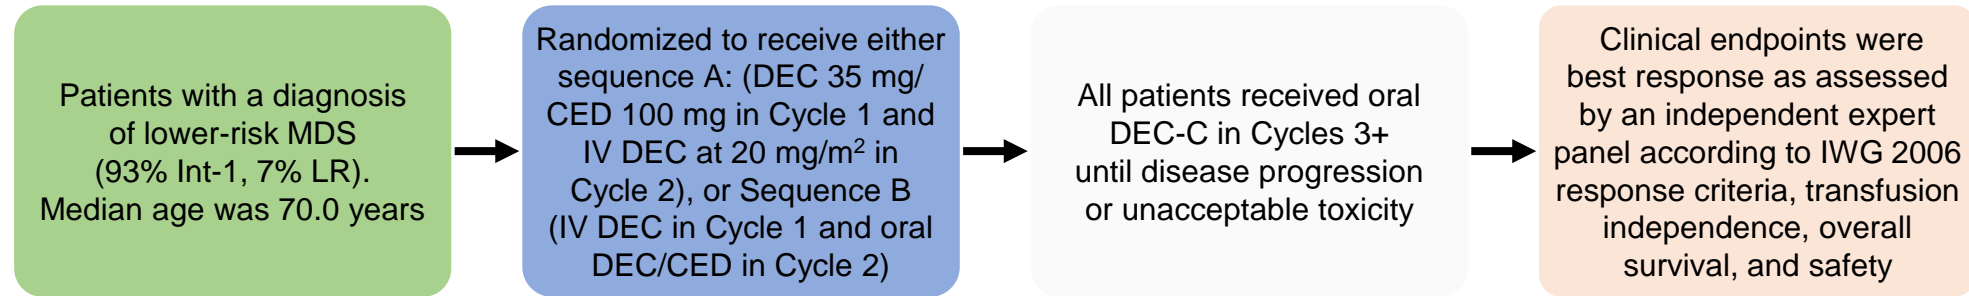 Patients with a diagnosis
of lower-risk MDS
(93% Int-1, 7% LR).
Median age was 70.0 years
Randomized to receive either
sequence A: (DEC 35 mg/
CED 100 mg in Cycle 1 and
IV DEC at 20 mg/m² in
Cycle 2), or Sequence B
(IV DEC in Cycle 1 and oral
DEC/CED in Cycle 2)
All patients received oral
DEC-C in Cycles 3+
until disease progression
or unacceptable toxicity
Clinical endpoints were
best response as assessed
by an independent expert
panel according to IWG 2006
response criteria, transfusion
independence, overall
survival, and safety